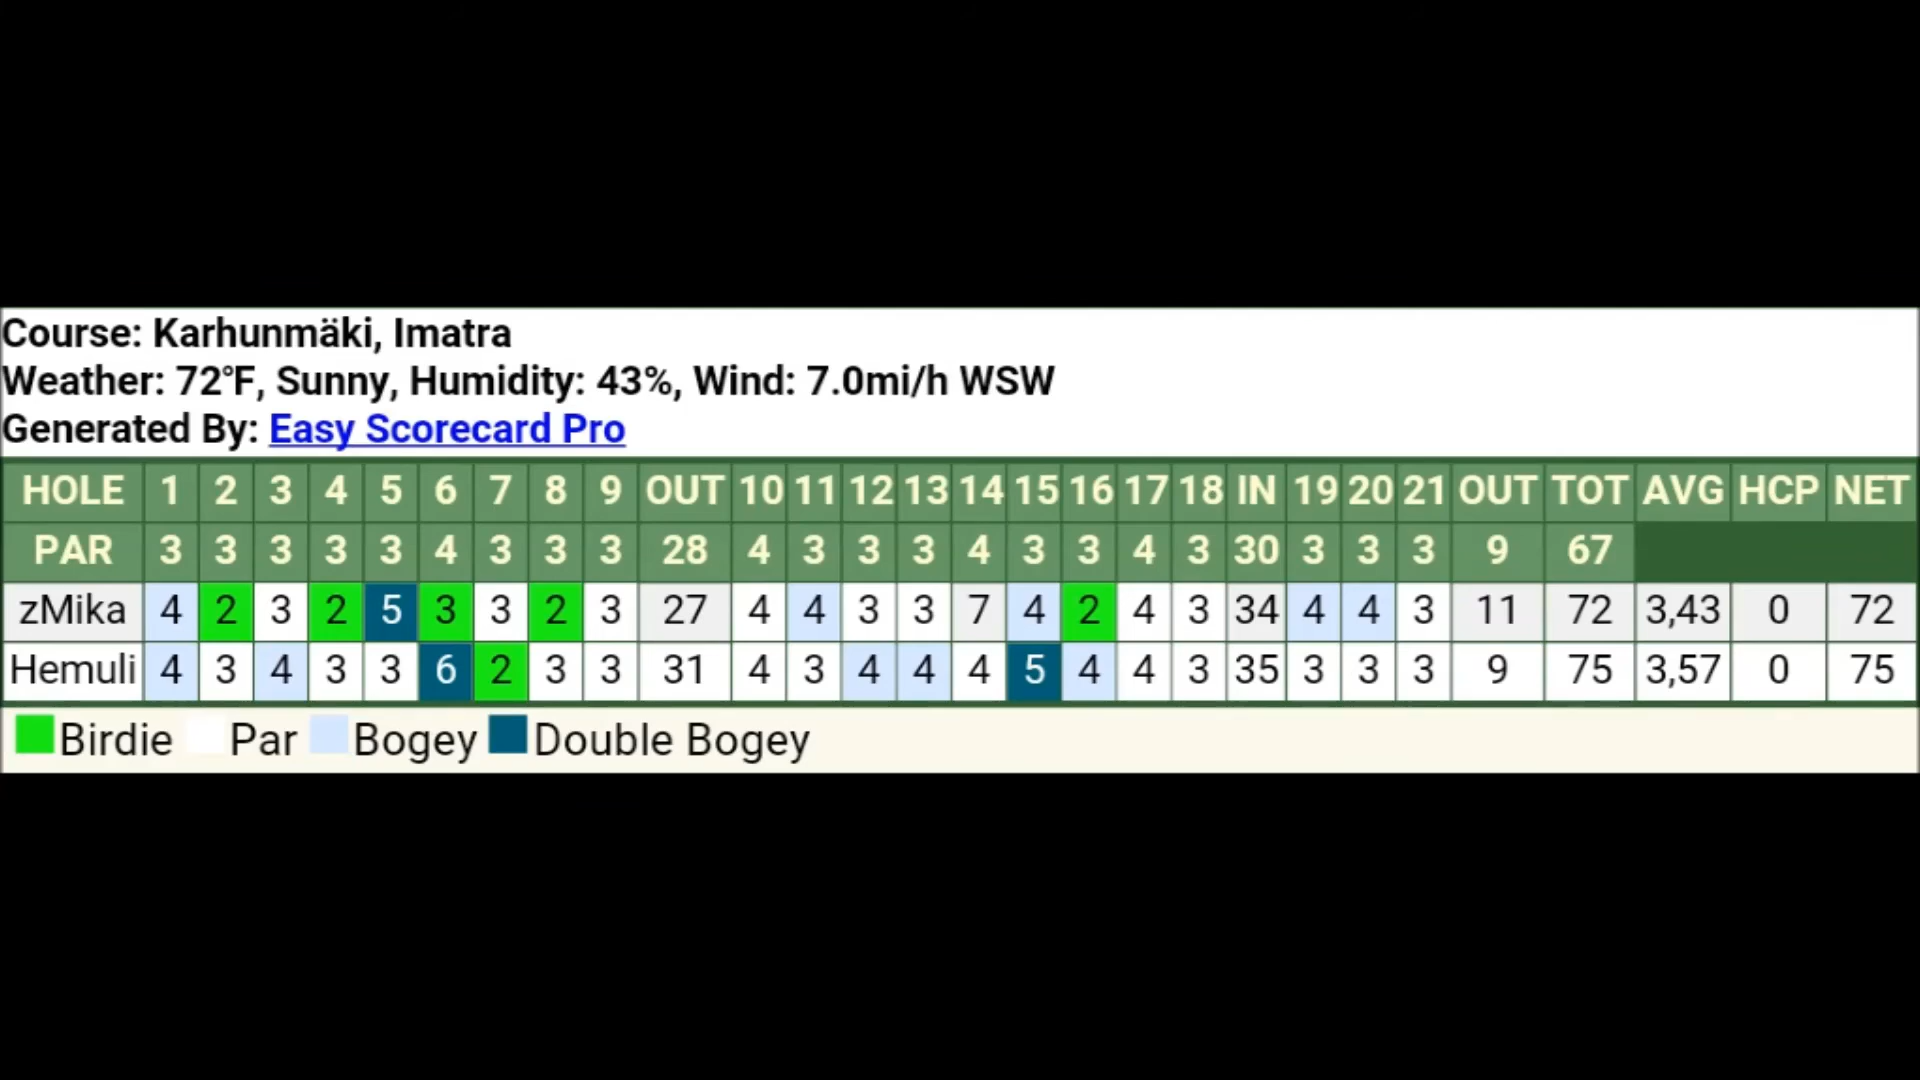 Course: Karhunmäki, Imatra
Weather: 72°F, Sunny, Humidity: 43%, Wind: 7.0mi/h WSW
Generated By: Easy Scorecard Pro
HOLE 1 2 3 4 5 6 7 8 9 OUT 10 11 12 13 14 15 16 17 18 IN 19 20 21 OUT TOT AVG HCP NET
PAR 3 3 3 3 3 4 3 3 3 28 4 3 3 3 4 3 3 4 3 30 3 3 3 9 67
zMika 4 2 3 2 5 3 3 2 3 27 4 4 3 3 7 4 2 4 3 34 4 4 3 11 72 3,43 0 72
Hemuli 4 3 4 3 3 6 2 3 3 31 4 3 4 4 4 5 4 4 3 35 3 3 3 9 75 3,57 0 75
Birdie Par Bogey Double Bogey